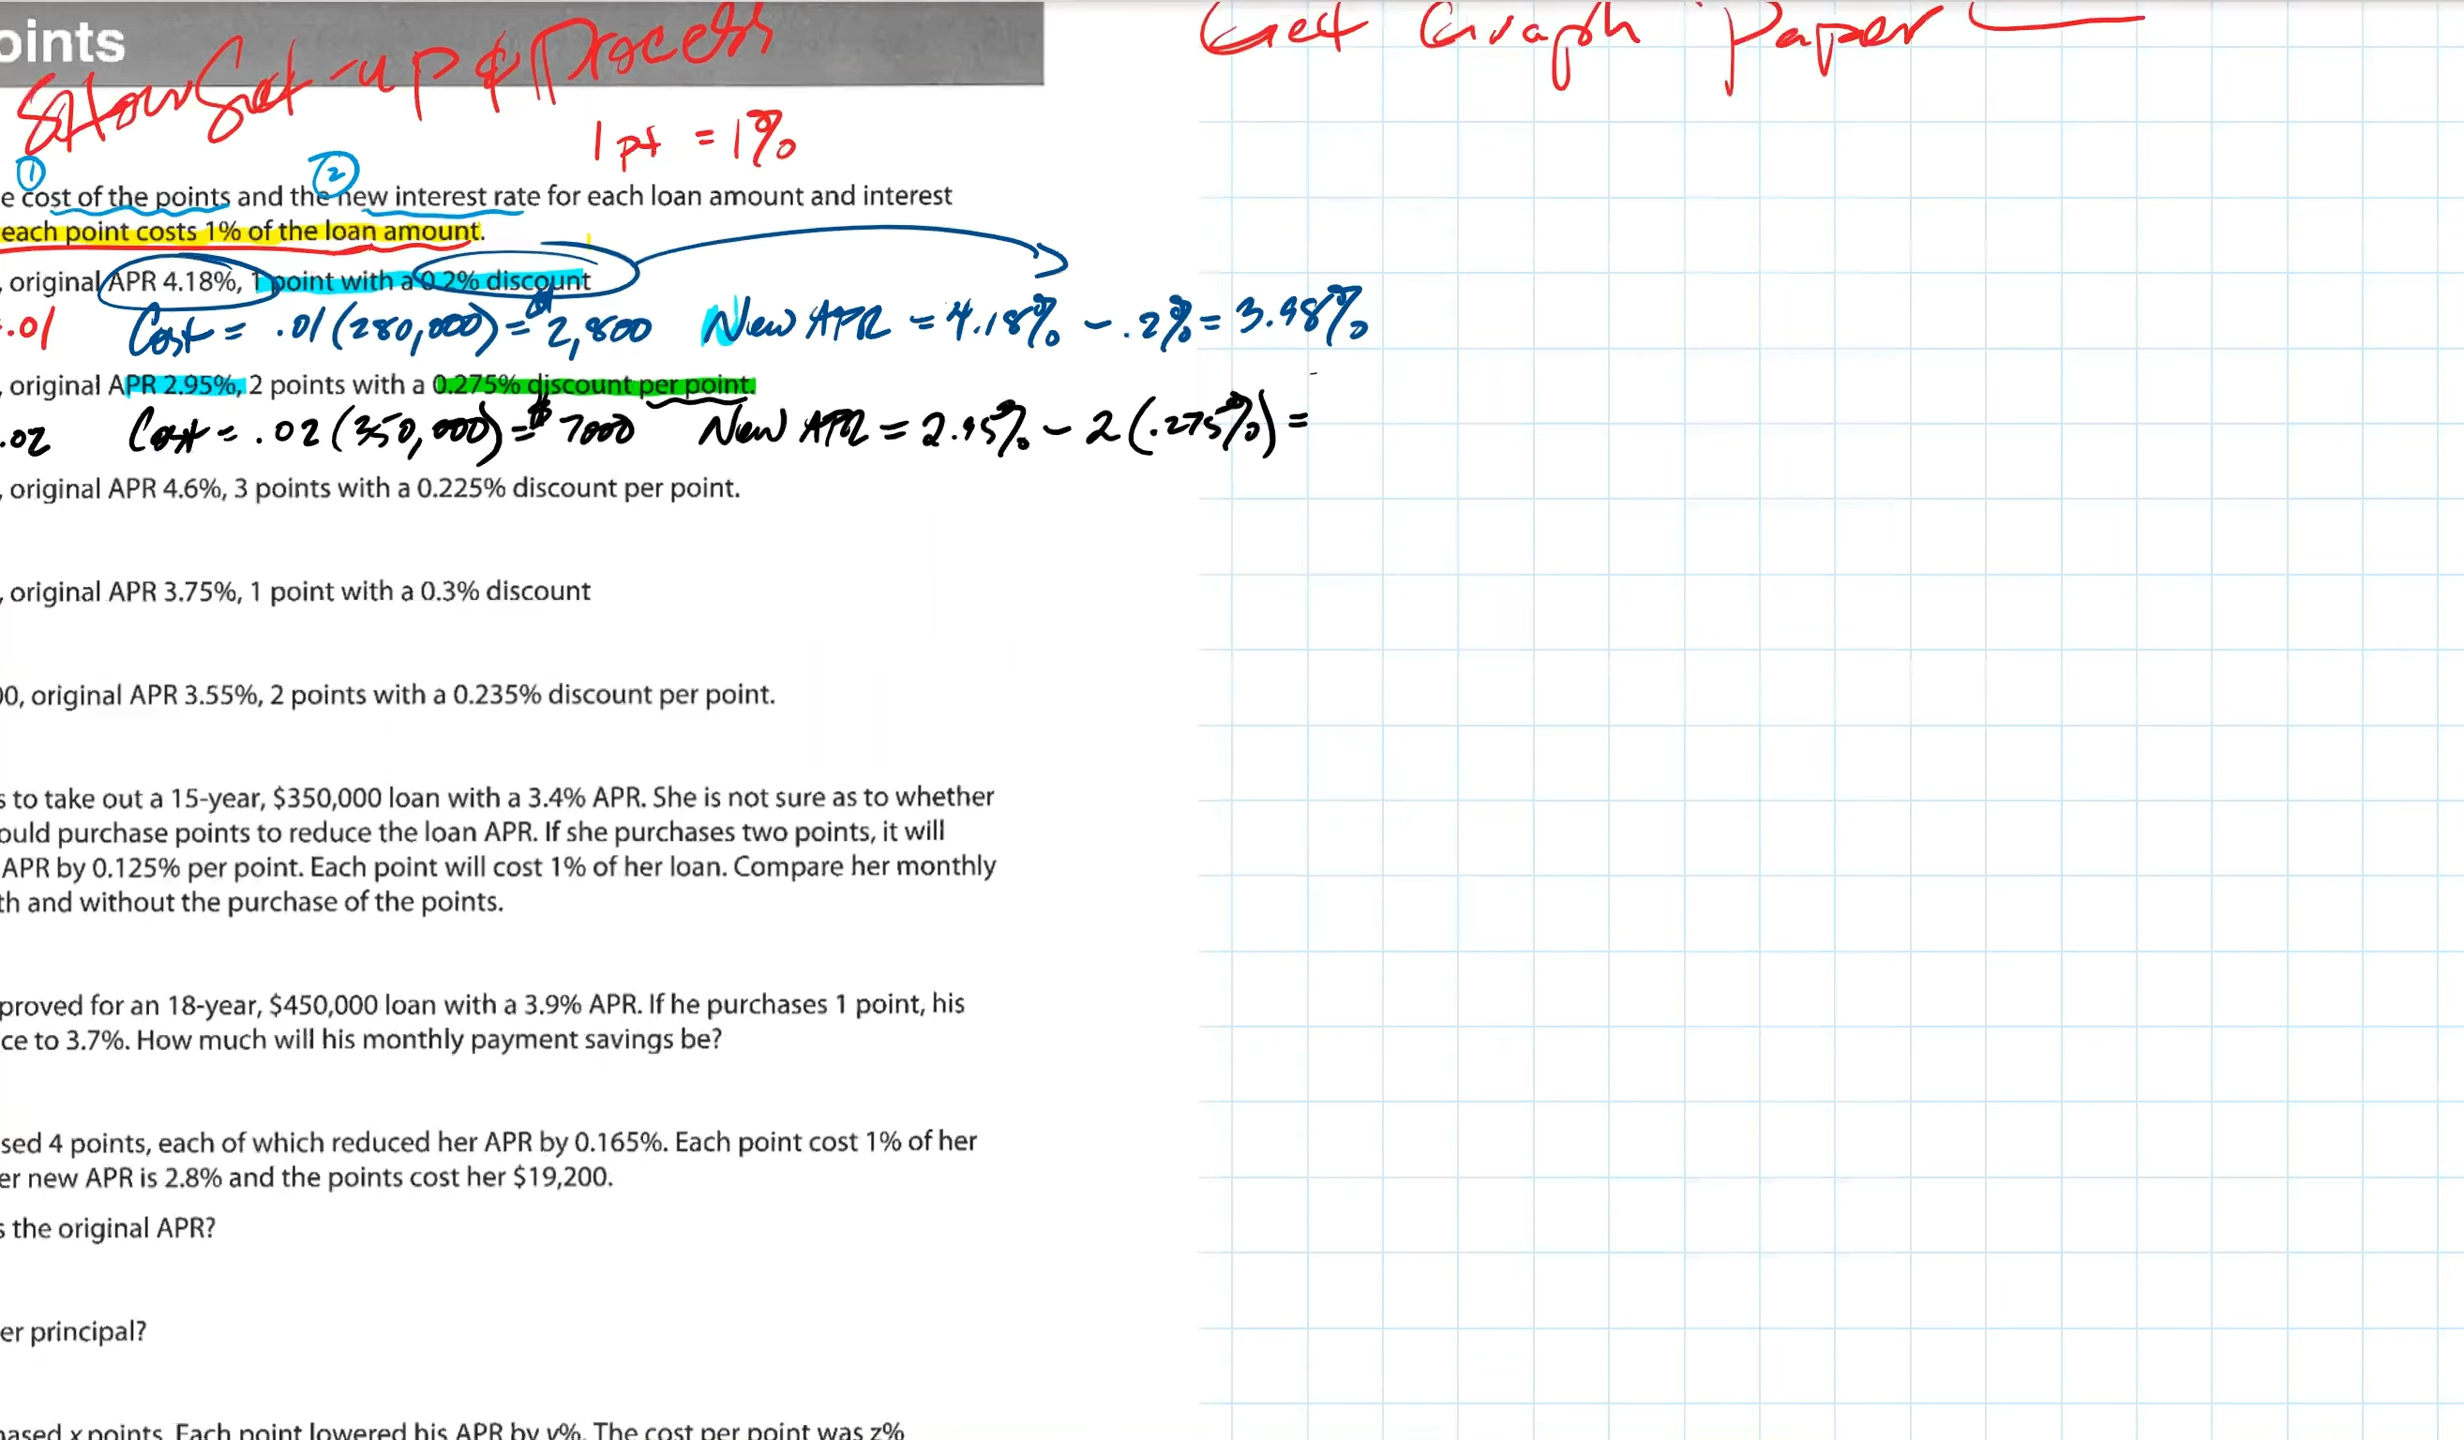 oints
Show Set-up & Process
Get Graph Paper
1 pt = 1%
① ②
e cost of the points and the new interest rate for each loan amount and interest
each point costs 1% of the loan amount.
, original APR 4.18%, 1 point with a 0.2% discount
.01 Cost = .01 (280,000) = $2,800 New APR = 4.18% - .2% = 3.98%
, original APR 2.95%, 2 points with a 0.275% discount per point.
.02 Cost = .02 (350,000) = $7000 New APR = 2.95% - 2 (.275%) =
, original APR 4.6%, 3 points with a 0.225% discount per point.
, original APR 3.75%, 1 point with a 0.3% discount
00, original APR 3.55%, 2 points with a 0.235% discount per point.
s to take out a 15-year, $350,000 loan with a 3.4% APR. She is not sure as to whether
ould purchase points to reduce the loan APR. If she purchases two points, it will
APR by 0.125% per point. Each point will cost 1% of her loan. Compare her monthly
th and without the purchase of the points.
proved for an 18-year, $450,000 loan with a 3.9% APR. If he purchases 1 point, his
ce to 3.7%. How much will his monthly payment savings be?
sed 4 points, each of which reduced her APR by 0.165%. Each point cost 1% of her
er new APR is 2.8% and the points cost her $19,200.
s the original APR?
er principal?
hased x points. Each point lowered his APR by y%. The cost per point was z%